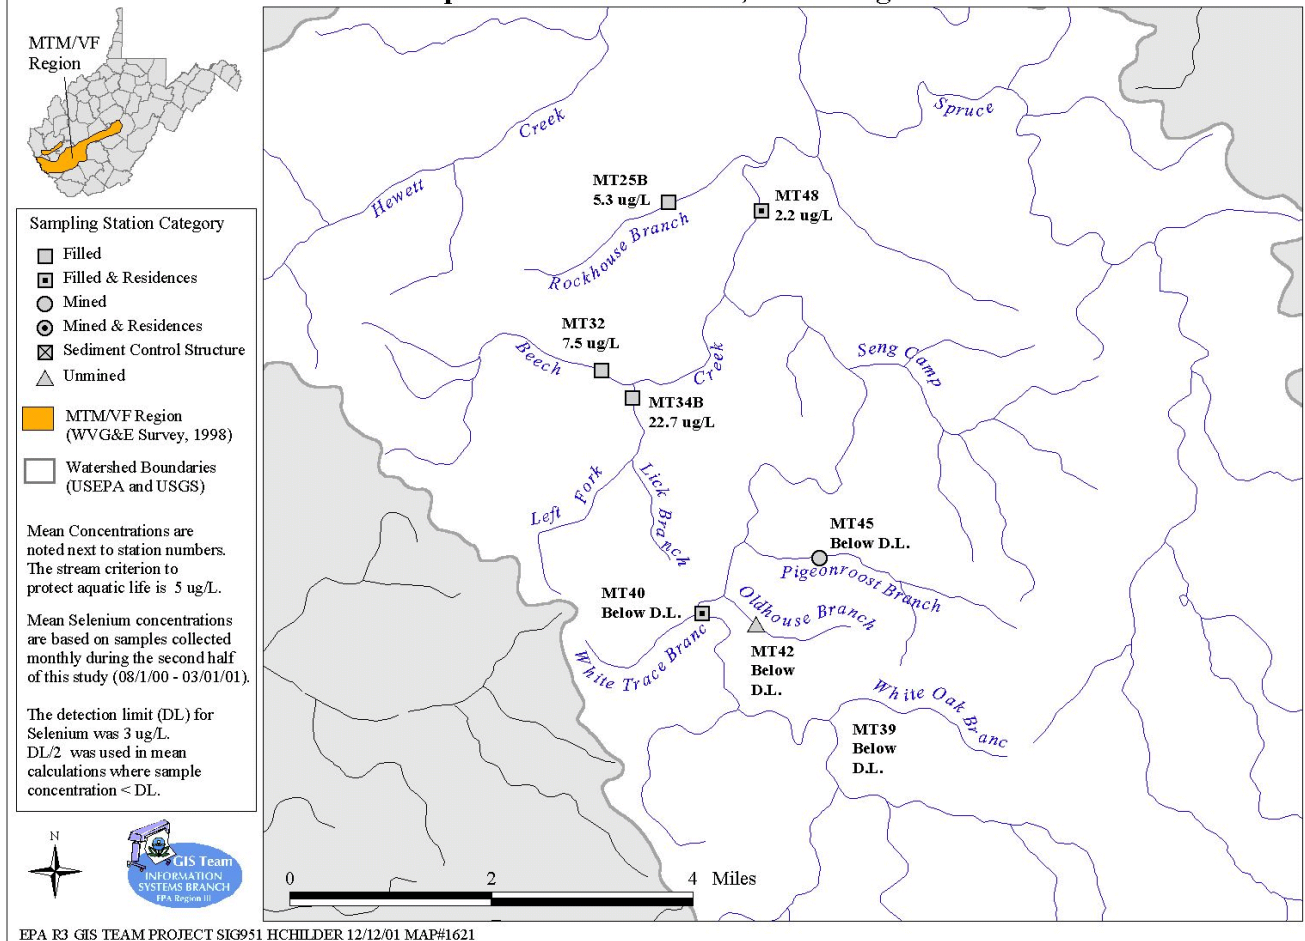 MTM/VF
Region
Sampling Station Category
Filled
Filled & Residences
Mined
Mined & Residences
Sediment Control Structure
Unmined
MTM/VF Region
(WVG&E Survey, 1998)
Watershed Boundaries
(USEPA and USGS)
Mean Concentrations are
noted next to station numbers.
The stream criterion to
protect aquatic life is 5 ug/L.
Mean Selenium concentrations
are based on samples collected
monthly during the second half
of this study (08/1/00 - 03/01/01).
The detection limit (DL) for
Selenium was 3 ug/L.
DL/2 was used in mean
calculations where sample
concentration < DL.
N
GIS Team
INFORMATION
SYSTEMS BRANCH
EPA Region III
Hewett Creek
Spruce
MT25B
5.3 ug/L
Rockhouse Branch
MT48
2.2 ug/L
MT32
7.5 ug/L
Beech Creek
Seng Camp
MT34B
22.7 ug/L
Left Fork
Lick Branch
MT45
Below D.L.
Pigeonroost Branch
MT40
Below D.L.
Oldhouse Branch
White Trace Branc
MT42
Below
D.L.
White Oak Branc
MT39
Below
D.L.
0 2 4 Miles
EPA R3 GIS TEAM PROJECT SIG951 HCHILDER 12/12/01 MAP#1621